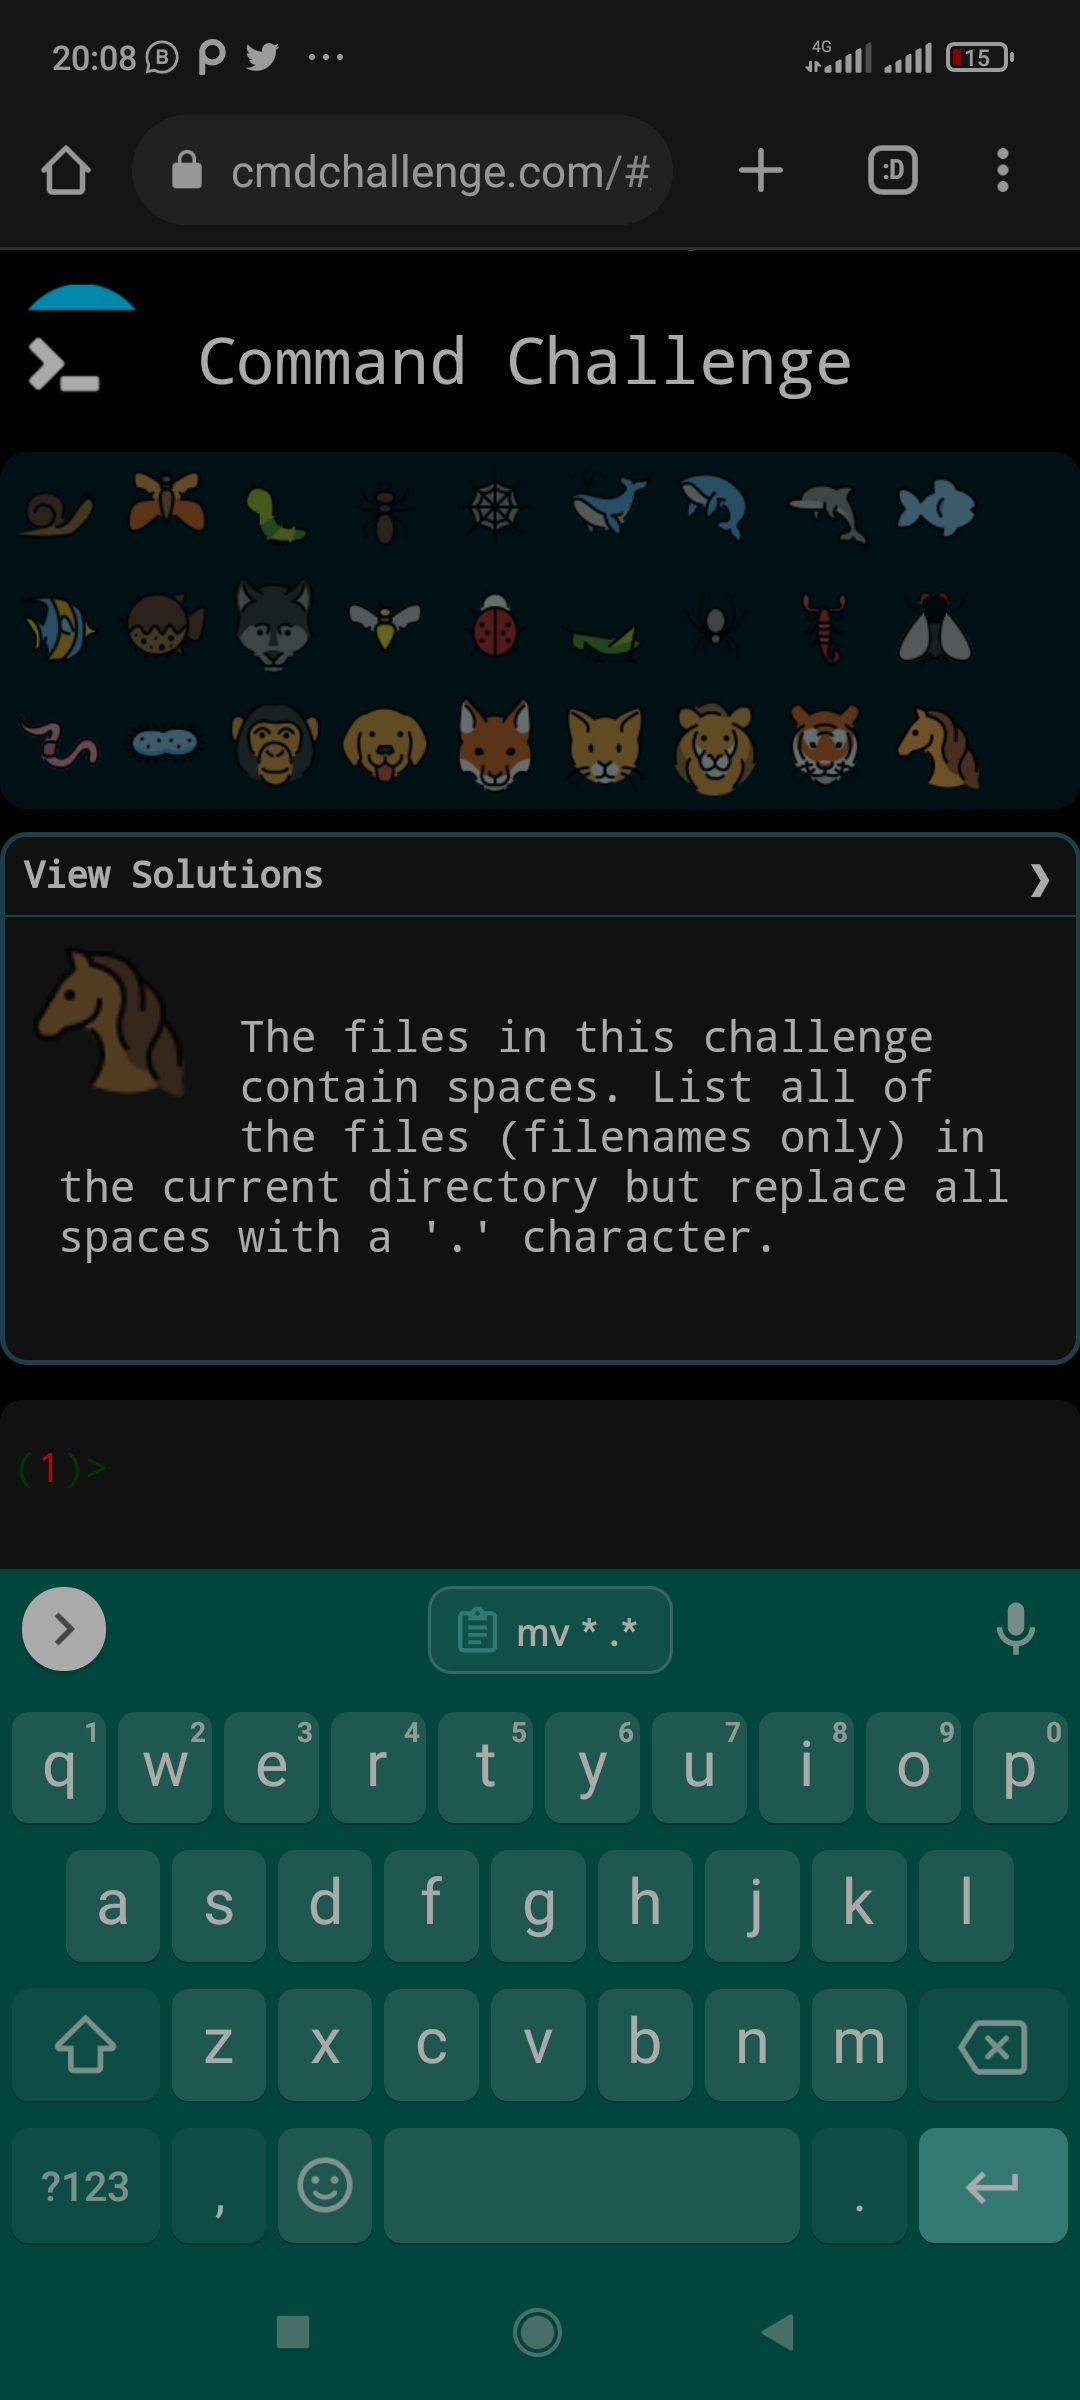 20:08 4G 15
cmdchallenge.com/# :D
Command Challenge
View Solutions
The files in this challenge
contain spaces. List all of
the files (filenames only) in
the current directory but replace all
spaces with a '.' character.
(1)>
mv * .*
1 2 3 4 5 6 7 8 9 0
q w e r t y u i o p
a s d f g h j k l
z x c v b n m
?123 , .